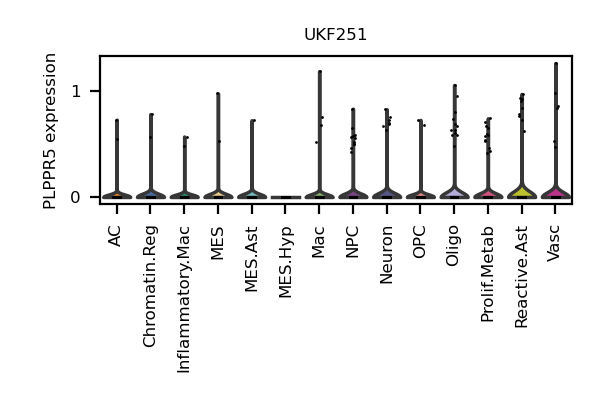 UKF251
PLPPR5 expression
1
0
AC
Chromatin.Reg
Inflammatory.Mac
MES
MES.Ast
MES.Hyp
Mac
NPC
Neuron
OPC
Oligo
Prolif.Metab
Reactive.Ast
Vasc